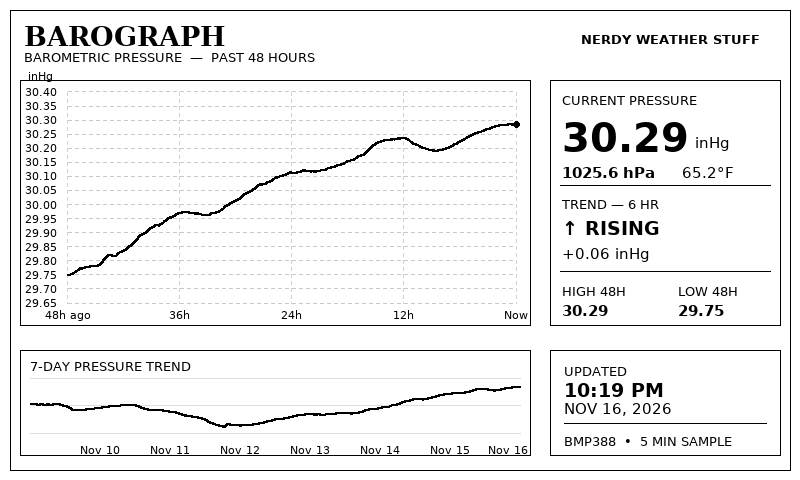 BAROGRAPH
BAROMETRIC PRESSURE — PAST 48 HOURS
NERDY WEATHER STUFF
inHg
30.40
30.35
30.30
30.25
30.20
30.15
30.10
30.05
30.00
29.95
29.90
29.85
29.80
29.75
29.70
29.65
48h ago 36h 24h 12h Now
CURRENT PRESSURE
30.29 inHg
1025.6 hPa 65.2°F
TREND — 6 HR
↑ RISING
+0.06 inHg
HIGH 48H LOW 48H
30.29 29.75
7-DAY PRESSURE TREND
Nov 10 Nov 11 Nov 12 Nov 13 Nov 14 Nov 15 Nov 16
UPDATED
10:19 PM
NOV 16, 2026
BMP388 • 5 MIN SAMPLE